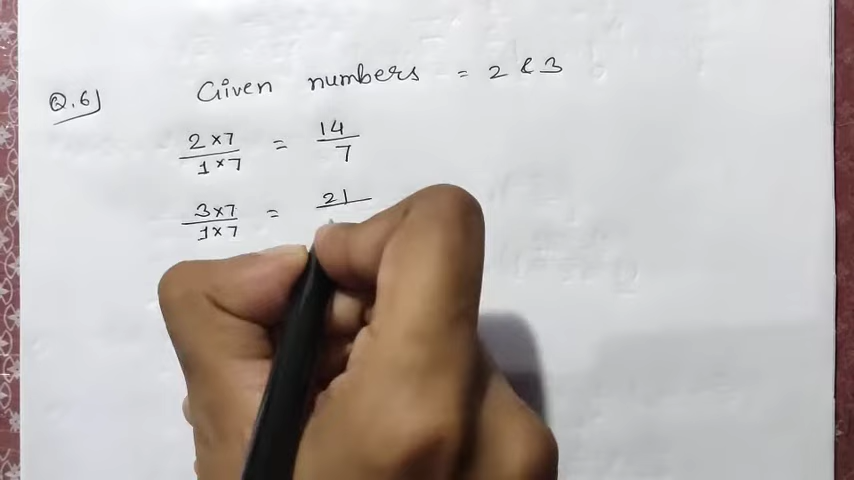 Q.6) Given numbers = 2 & 3
2×7/1×7 = 14/7
3×7/1×7 = 21/